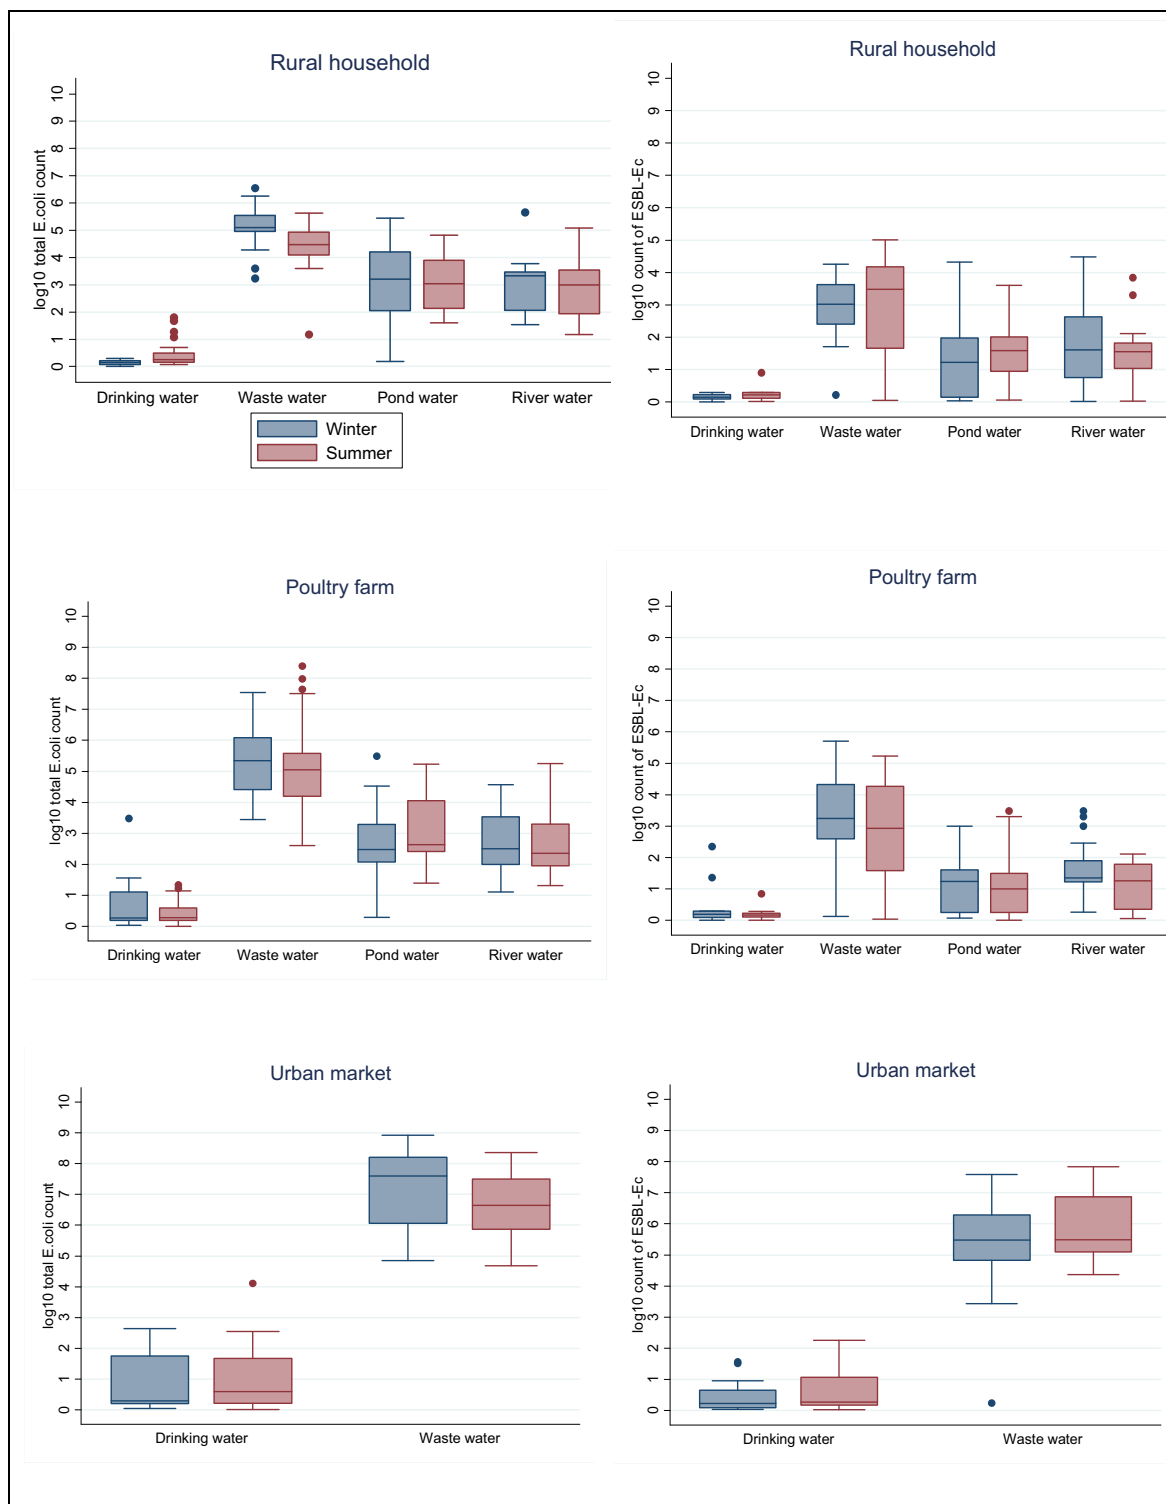 Rural household
log10 total E.coli count
0 1 2 3 4 5 6 7 8 9 10
Drinking water Waste water Pond water River water
Winter
Summer
Rural household
log10 count of ESBL-Ec
0 1 2 3 4 5 6 7 8 9 10
Drinking water Waste water Pond water River water
Poultry farm
log10 total E.coli count
0 1 2 3 4 5 6 7 8 9 10
Drinking water Waste water Pond water River water
Poultry farm
log10 count of ESBL-Ec
0 1 2 3 4 5 6 7 8 9 10
Drinking water Waste water Pond water River water
Urban market
log10 total E.coli count
0 1 2 3 4 5 6 7 8 9 10
Drinking water Waste water
Urban market
log10 count of ESBL-Ec
0 1 2 3 4 5 6 7 8 9 10
Drinking water Waste water